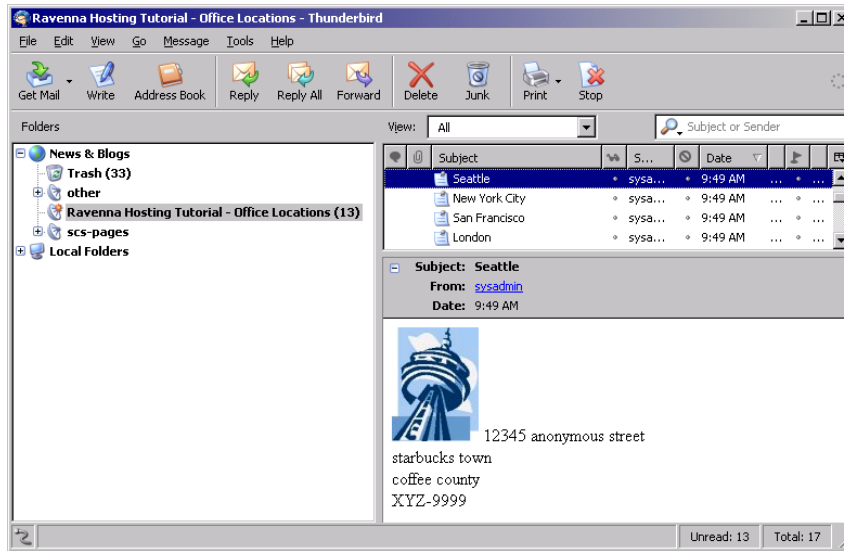 Ravenna Hosting Tutorial - Office Locations - Thunderbird
File Edit View Go Message Tools Help
Get Mail Write Address Book Reply Reply All Forward Delete Junk Print Stop
Folders
View: All Subject or Sender
News & Blogs
Trash (33)
other
Ravenna Hosting Tutorial - Office Locations (13)
scs-pages
Local Folders
Subject S... Date
Seattle sysa... 9:49 AM ... ...
New York City sysa... 9:49 AM ... ...
San Francisco sysa... 9:49 AM ... ...
London sysa... 9:49 AM ... ...
Subject: Seattle
From: sysadmin
Date: 9:49 AM
12345 anonymous street
starbucks town
coffee county
XYZ-9999
Unread: 13 Total: 17